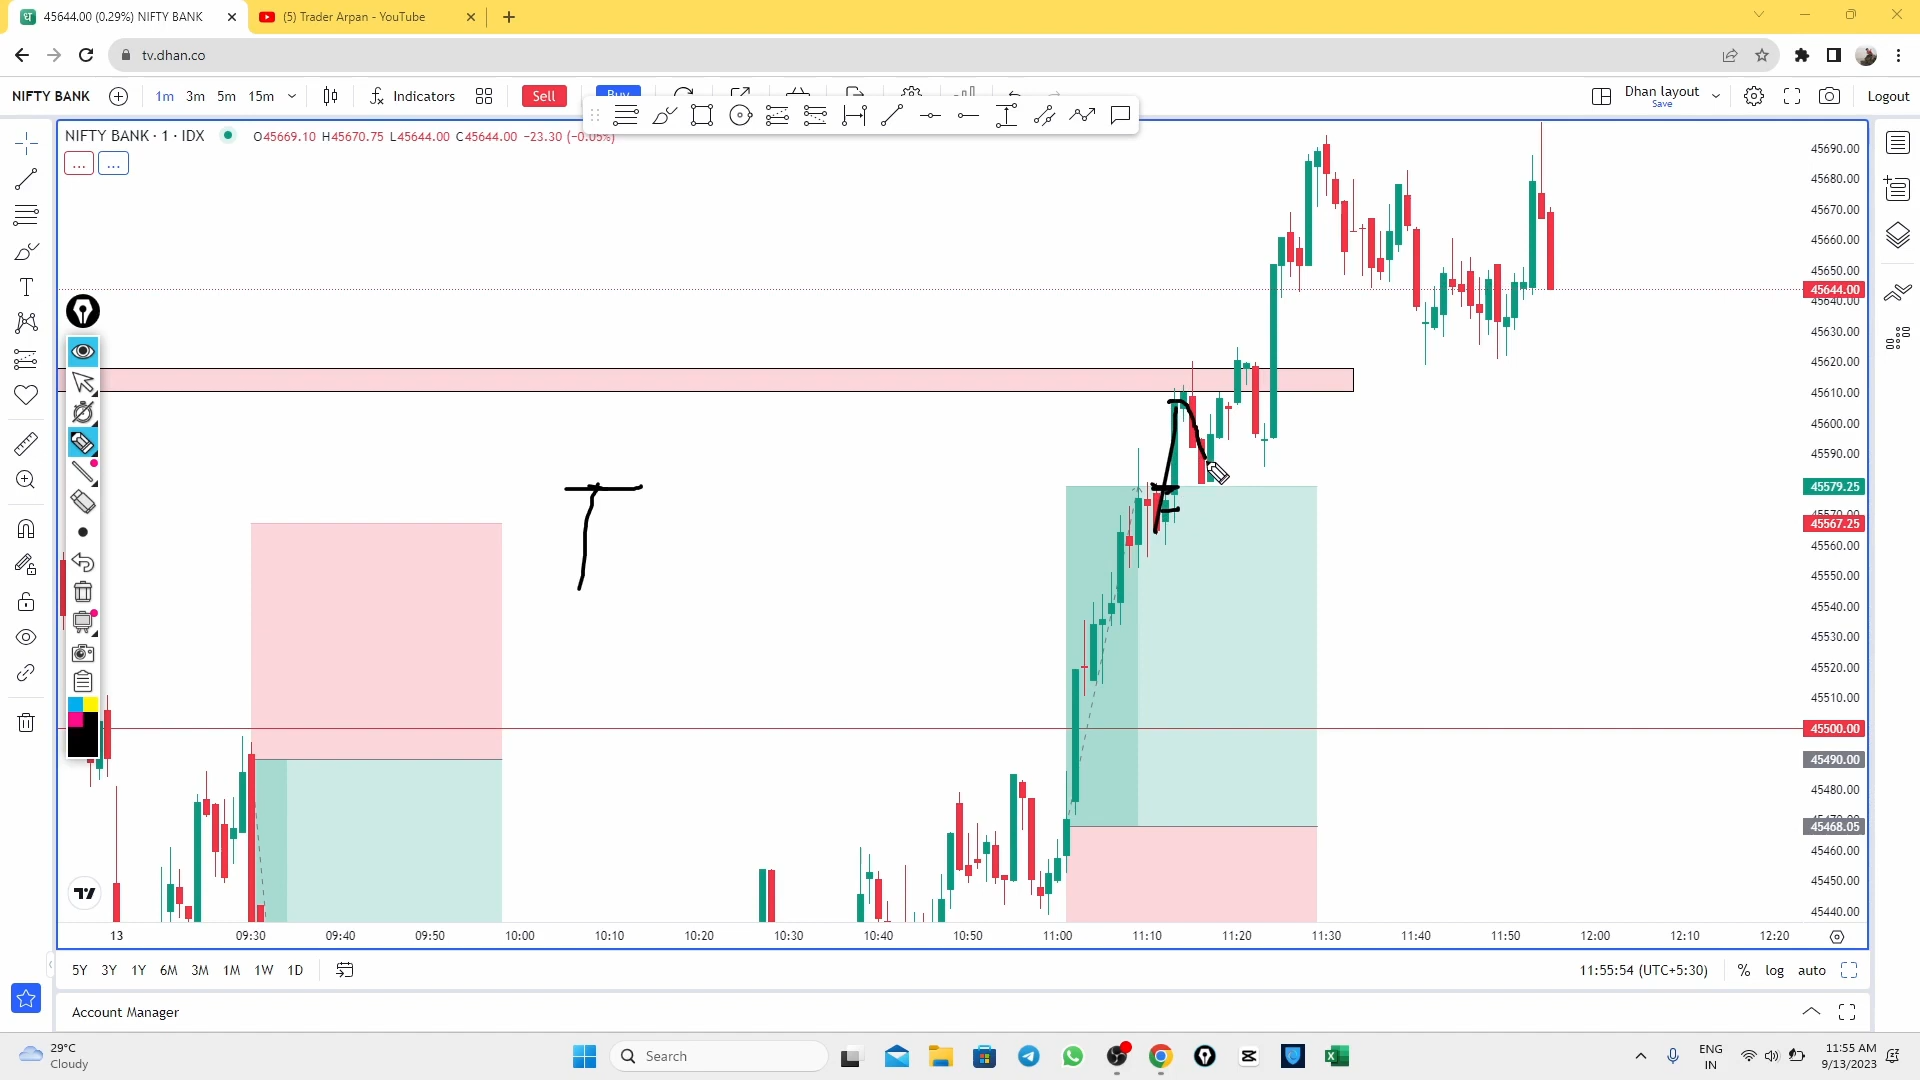 45644.00 (0.29%) NIFTY BANK
(5) Trader Arpan - YouTube
tv.dhan.co
NIFTY BANK
1m 3m 5m 15m
Indicators
Sell
Buy
Dhan layout
Save
Logout
NIFTY BANK · 1 · IDX
O45669.10 H45670.75 L45644.00 C45644.00 −23.30 (−0.05%)
...
...
T
45690.00
45680.00
45670.00
45660.00
45650.00
45644.00
45640.00
45630.00
45620.00
45610.00
45600.00
45590.00
45579.25
45570.00
45567.25
45560.00
45550.00
45540.00
45530.00
45520.00
45510.00
45500.00
45490.00
45480.00
45468.05
45460.00
45450.00
45440.00
13 09:30 09:40 09:50 10:00 10:10 10:20 10:30 10:40 10:50 11:00 11:10 11:20 11:30 11:40 11:50 12:00 12:10 12:20
5Y 3Y 1Y 6M 3M 1M 1W 1D
11:55:54 (UTC+5:30)
% log auto
Account Manager
29°C
Cloudy
Search
ENG
IN
11:55 AM
9/13/2023